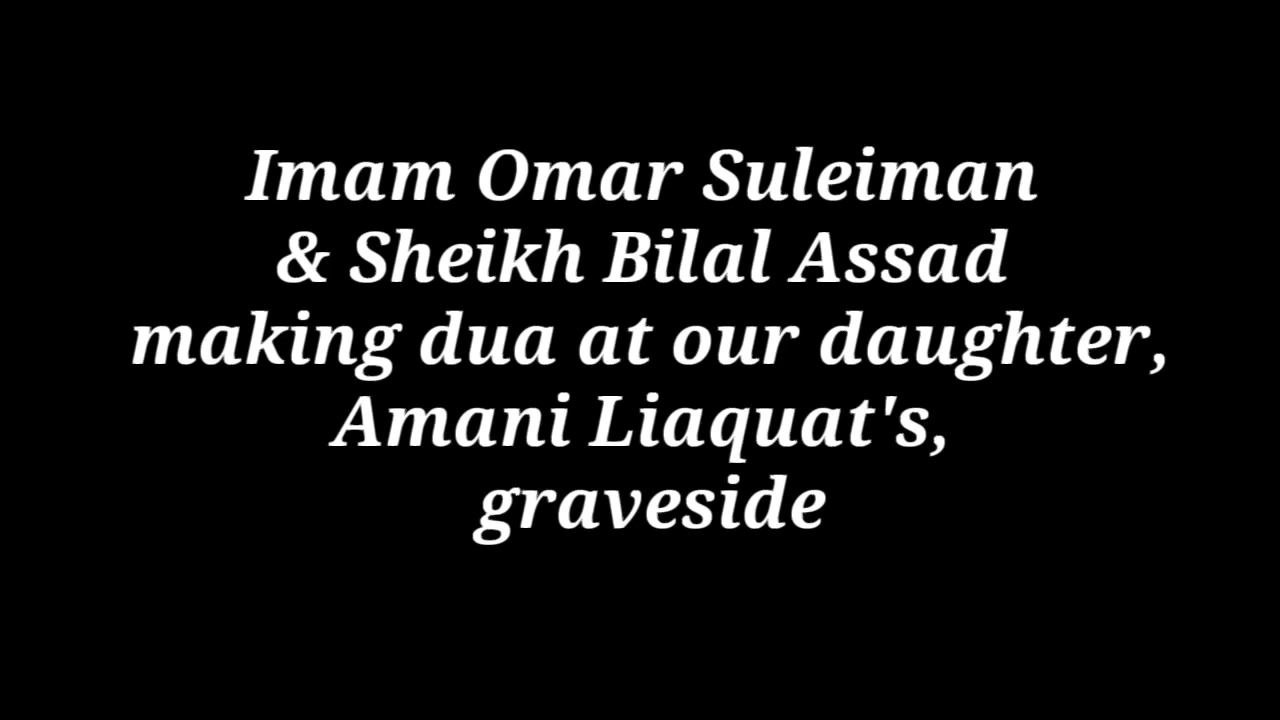 Imam Omar Suleiman
& Sheikh Bilal Assad
making dua at our daughter,
Amani Liaquat's,
graveside